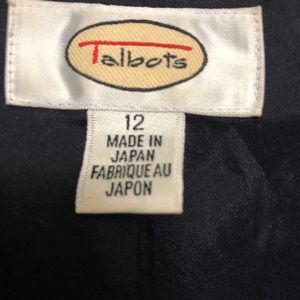 Talbots
12
MADE IN
JAPAN
FABRIQUE AU
JAPON